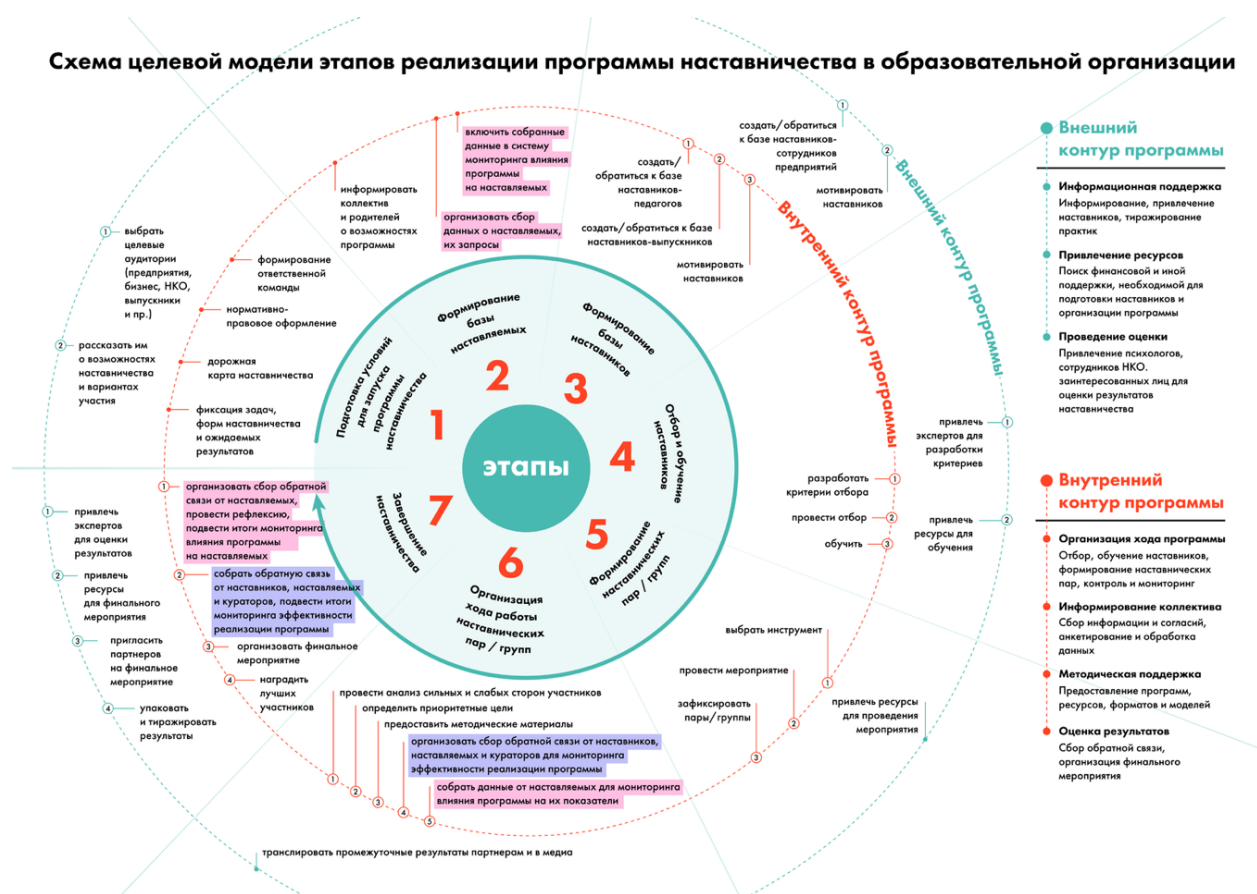 Схема целевой модели этапов реализации программы наставничества в образовательной организации
этапы
1
Подготовка условий
для запуска
программы
наставничества
2
Формирование
базы
наставляемых
3
Формирование
базы
наставников
4
Отбор и обучение
наставников
5
Формирование
наставнических
пар / групп
6
Организация
хода работы
наставнических
пар / групп
7
Завершение
наставничества
1
выбрать
целевые
аудитории
(предприятия,
бизнес, НКО,
выпускники
и пр.)
2
рассказать им
о возможностях
наставничества
и вариантах
участия
информировать
коллектив
и родителей
о возможностях
программы
формирование
ответственной
команды
нормативно-
правовое оформление
дорожная
карта наставничества
фиксация задач,
форм наставничества
и ожидаемых
результатов
включить собранные
данные в систему
мониторинга влияния
программы
на наставляемых
организовать сбор
данных о наставляемых,
их запросы
1
создать/
обратиться к базе
наставников-
педагогов
2
создать/обратиться к базе
наставников-выпускников
3
мотивировать
наставников
1
создать/обратиться
к базе наставников-
сотрудников
предприятий
2
мотивировать
наставников
Внутренний контур программы
Внешний контур программы
1
привлечь
экспертов для
разработки
критериев
2
привлечь
ресурсы для
обучения
разработать
критерии отбора
1
провести отбор
2
обучить
3
выбрать инструмент
1
провести мероприятие
2
зафиксировать
пары/группы
3
привлечь ресурсы
для проведения
мероприятия
провести анализ сильных и слабых сторон участников
определить приоритетные цели
предоставить методические материалы
организовать сбор обратной связи от наставников,
наставляемых и кураторов для мониторинга
эффективности реализации программы
собрать данные от наставляемых для мониторинга
влияния программы на их показатели
1
2
3
4
5
транслировать промежуточные результаты партнерам и в медиа
1
организовать сбор обратной
связи от наставляемых,
провести рефлексию,
подвести итоги мониторинга
влияния программы
на наставляемых
2
собрать обратную связь
от наставников, наставляемых
и кураторов, подвести итоги
мониторинга эффективности
реализации программы
3
организовать финальное
мероприятие
4
наградить
лучших
участников
1
привлечь
экспертов
для оценки
результатов
2
привлечь
ресурсы
для финального
мероприятия
3
пригласить
партнеров
на финальное
мероприятие
4
упаковать
и тиражировать
результаты
Внешний
контур программы
Информационная поддержка
Информирование, привлечение
наставников, тиражирование
практик
Привлечение ресурсов
Поиск финансовой и иной
поддержки, необходимой для
подготовки наставников и
организации программы
Проведение оценки
Привлечение психологов,
сотрудников НКО.
заинтересованных лиц для
оценки результатов
наставничества
Внутренний
контур программы
Организация хода программы
Отбор, обучение наставников,
формирование наставнических
пар, контроль и мониторинг
Информирование коллектива
Сбор информации и согласий,
анкетирование и обработка
данных
Методическая поддержка
Предоставление программ,
ресурсов, форматов и моделей
Оценка результатов
Сбор обратной связи,
организация финального
мероприятия